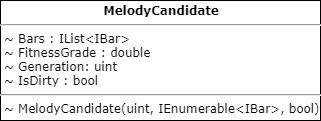 MelodyCandidate
~ Bars : IList<IBar>
~ FitnessGrade : double
~ Generation: uint
~ IsDirty : bool
~ MelodyCandidate(uint, IEnumerable<IBar>, bool)